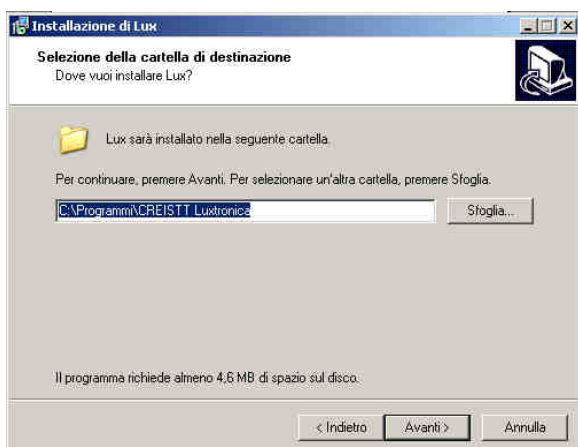 Installazione di Lux
Selezione della cartella di destinazione
Dove vuoi installare Lux?
Lux sarà installato nella seguente cartella.
Per continuare, premere Avanti. Per selezionare un'altra cartella, premere Sfoglia.
C:\Programmi\CREISTT Luxtronica
Sfoglia...
Il programma richiede almeno 4,6 MB di spazio sul disco.
< Indietro
Avanti >
Annulla